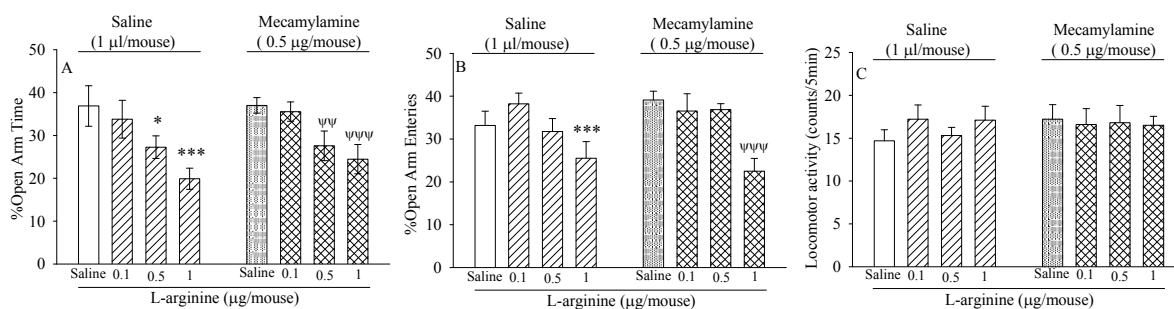 Saline
(1 μl/mouse)
Mecamylamine
( 0.5 μg/mouse)
A
%Open Arm Time
50
40
30
20
10
0
*
***
ψψ
ψψψ
Saline 0.1 0.5 1 Saline 0.1 0.5 1
L-arginine (μg/mouse)
Saline
(1 μl/mouse)
Mecamylamine
( 0.5 μg/mouse)
B
%Open Arm Enteries
50
40
30
20
10
0
***
ψψψ
Saline 0.1 0.5 1 Saline 0.1 0.5 1
L-arginine (μg/mouse)
Saline
(1 μl/mouse)
Mecamylamine
( 0.5 μg/mouse)
C
Locomotor activity (counts/5min)
25
20
15
10
5
0
Saline 0.1 0.5 1 Saline 0.1 0.5 1
L-arginine (μg/mouse)